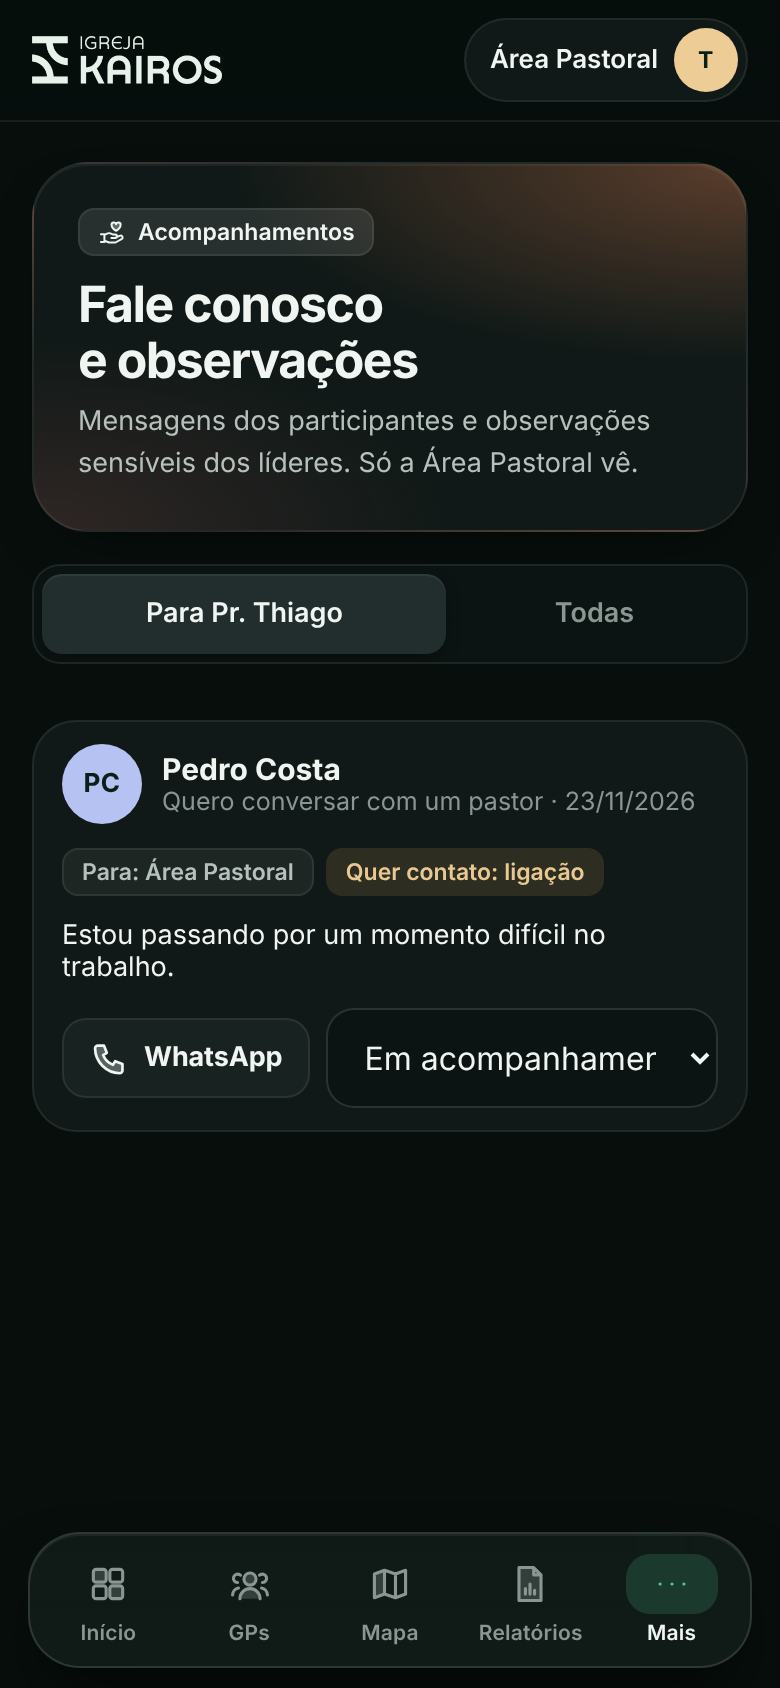 IGREJA
KAIROS
Área Pastoral
T
Acompanhamentos
Fale conosco
e observações
Mensagens dos participantes e observações
sensíveis dos líderes. Só a Área Pastoral vê.
Para Pr. Thiago
Todas
PC
Pedro Costa
Quero conversar com um pastor · 23/11/2026
Para: Área Pastoral
Quer contato: ligação
Estou passando por um momento difícil no
trabalho.
WhatsApp
Em acompanhamer
Início
GPs
Mapa
Relatórios
Mais